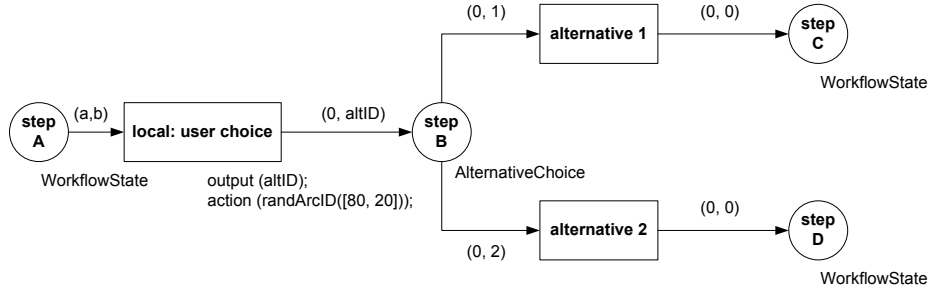 (0, 1)
alternative 1
(0, 0)
step
C
WorkflowState
step
A
(a,b)
local: user choice
(0, altID)
step
B
WorkflowState
output (altID);
action (randArcID([80, 20]));
AlternativeChoice
(0, 2)
alternative 2
(0, 0)
step
D
WorkflowState